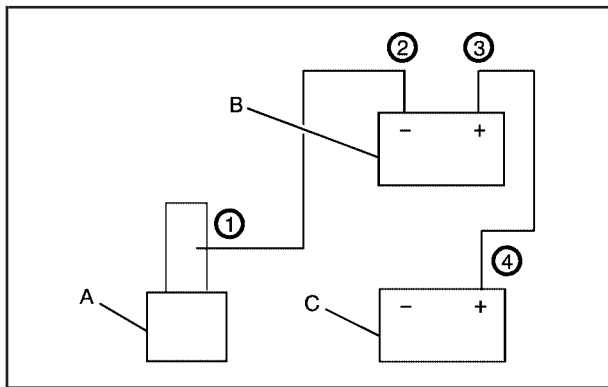 ② ③
B
− +
①
④
A
C
− +